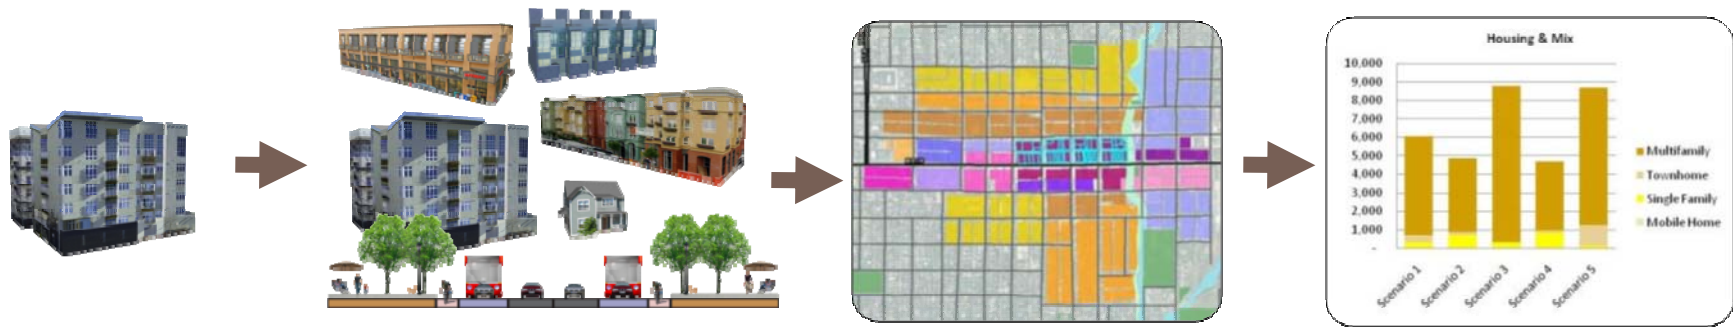 Housing & Mix
10,000
9,000
8,000
7,000
6,000
5,000
4,000
3,000
2,000
1,000
-
Multifamily
Townhome
Single Family
Mobile Home
Scenario 1
Scenario 2
Scenario 3
Scenario 4
Scenario 5